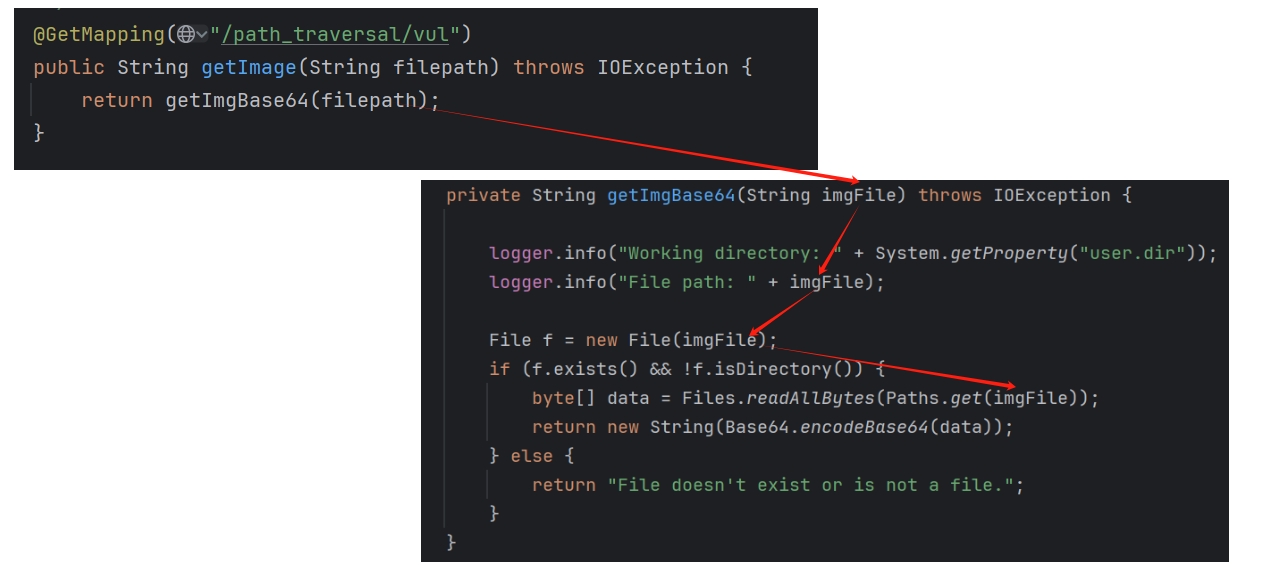 @GetMapping("/path_traversal/vul")
public String getImage(String filepath) throws IOException {
return getImgBase64(filepath);
}
private String getImgBase64(String imgFile) throws IOException {
logger.info("Working directory: " + System.getProperty("user.dir"));
logger.info("File path: " + imgFile);
File f = new File(imgFile);
if (f.exists() && !f.isDirectory()) {
byte[] data = Files.readAllBytes(Paths.get(imgFile));
return new String(Base64.encodeBase64(data));
} else {
return "File doesn't exist or is not a file.";
}
}